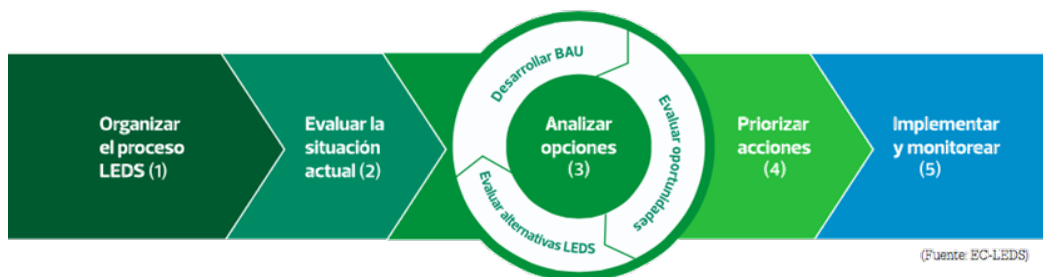 Organizar
el proceso
LEDS (1)
Evaluar la
situación
actual (2)
Desarrollar BAU
Evaluar oportunidades
Evaluar alternativas LEDS
Analizar
opciones
(3)
Priorizar
acciones
(4)
Implementar
y monitorear
(5)
(Fuente: EC-LEDS)